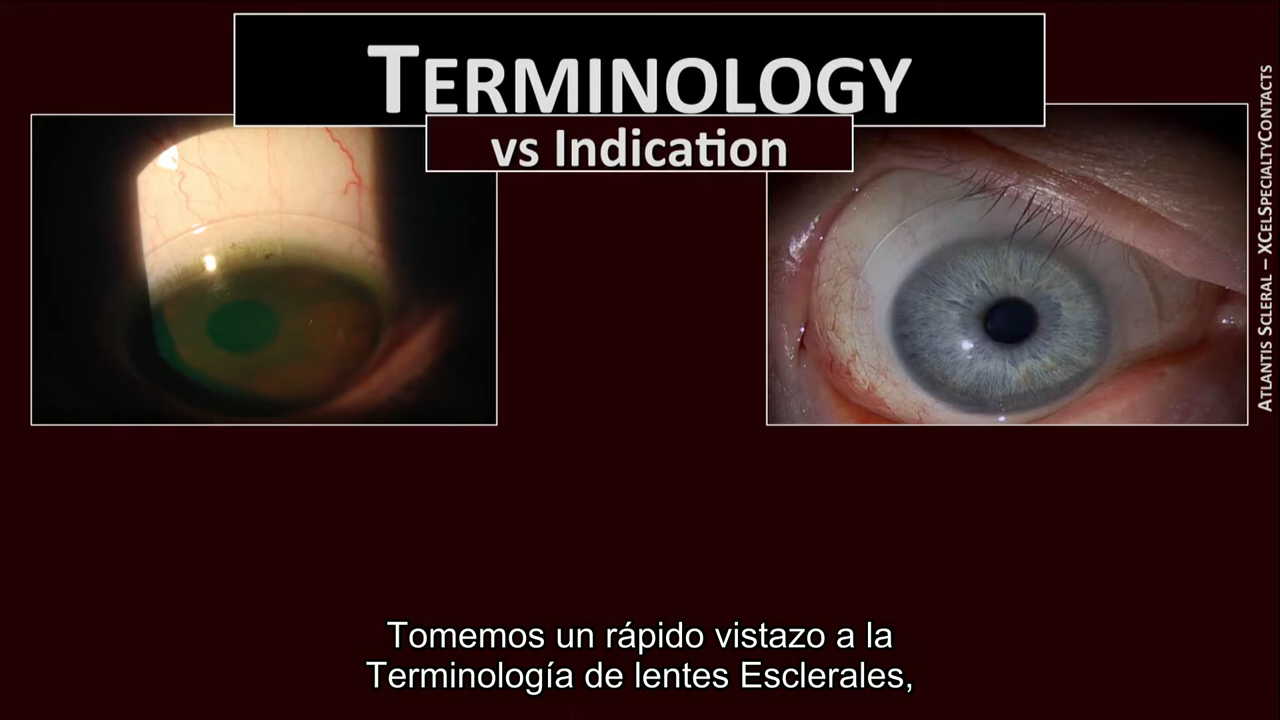 TERMINOLOGY
vs Indication
ATLANTIS SCLERAL – XCELSPECIALTYCONTACTS
Tomemos un rápido vistazo a la
Terminología de lentes Esclerales,